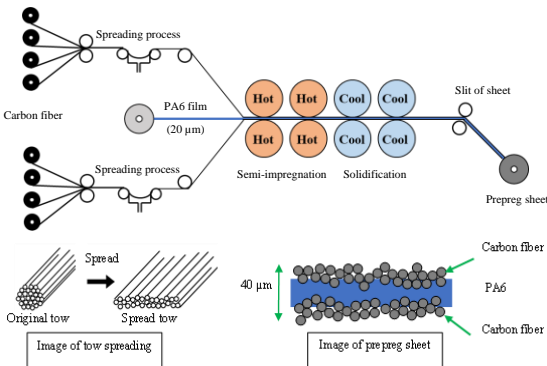 Spreading process
Carbon fiber
PA6 film
(20 µm)
Hot Hot Cool Cool
Hot Hot Cool Cool
Slit of sheet
Spreading process
Semi-impregnation Solidification
Prepreg sheet
Spread
Original tow Spread tow
Image of tow spreading
40 µm
Carbon fiber
PA6
Carbon fiber
Image of prepreg sheet